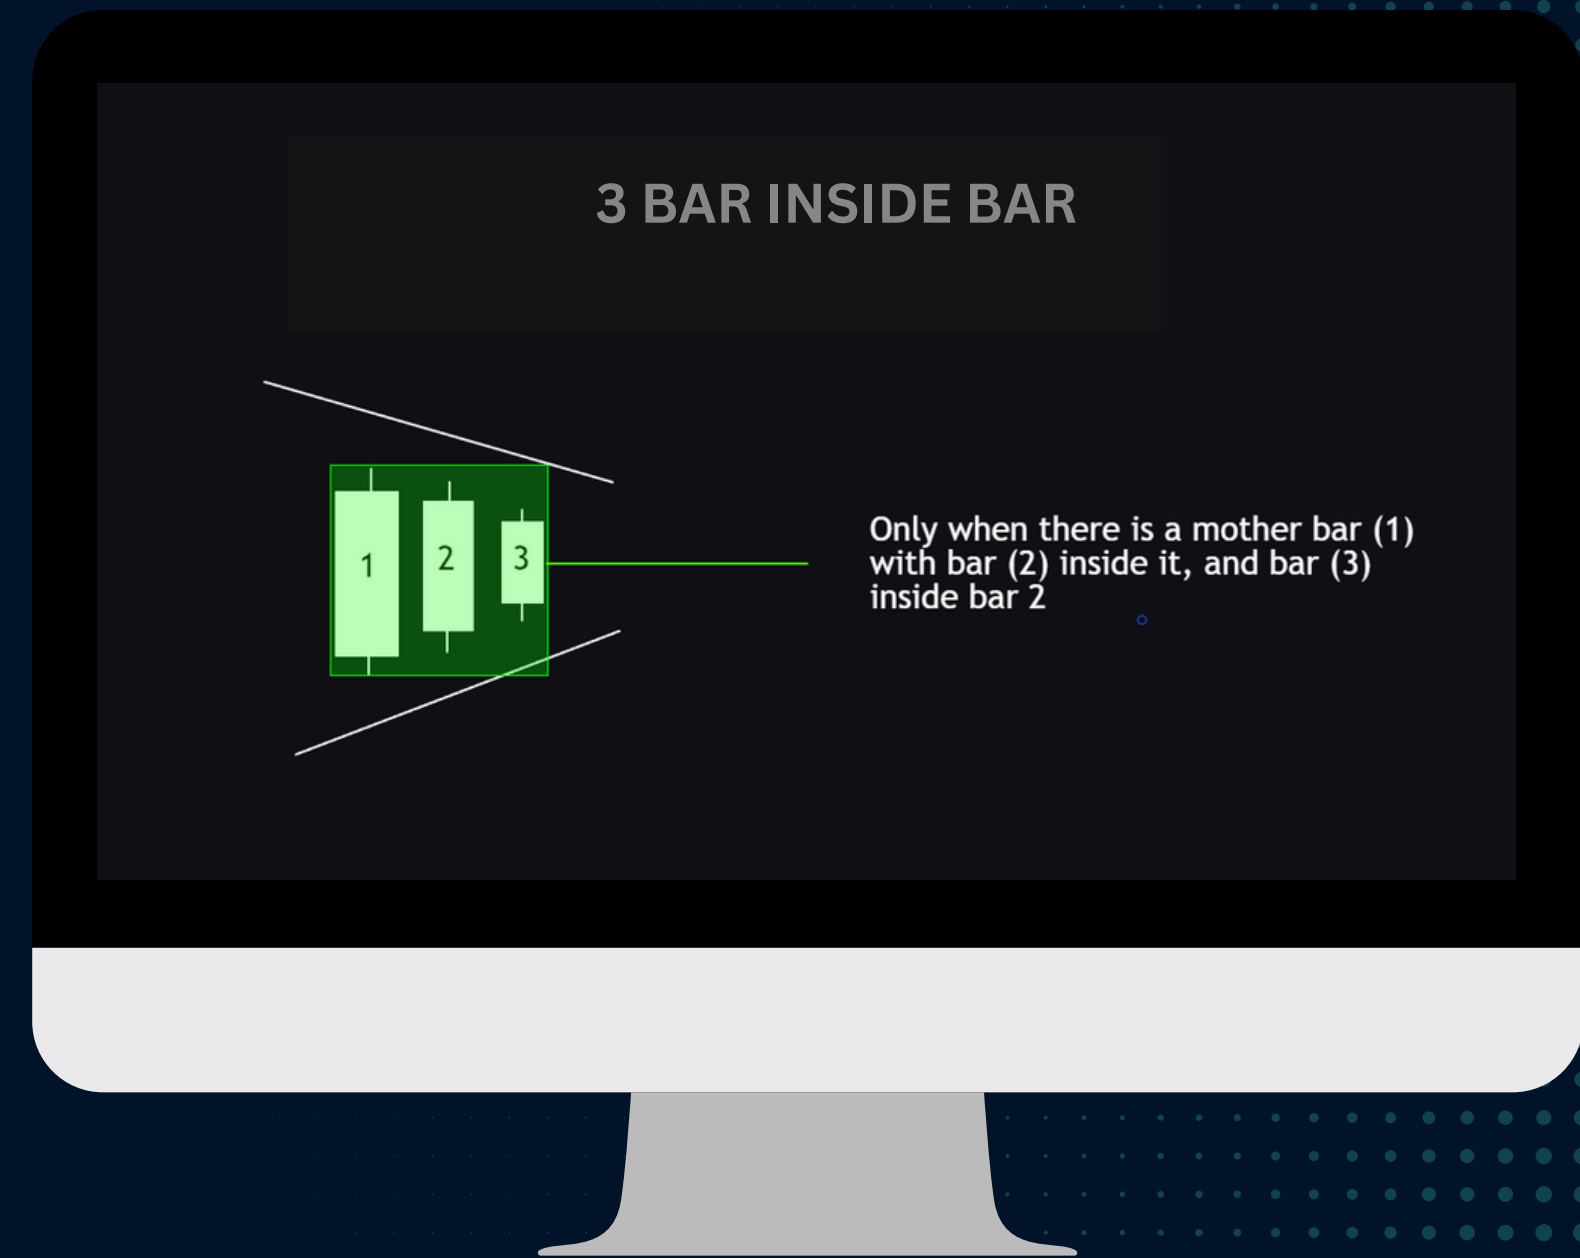 3 BAR INSIDE BAR
1 2 3
Only when there is a mother bar (1)
with bar (2) inside it, and bar (3)
inside bar 2